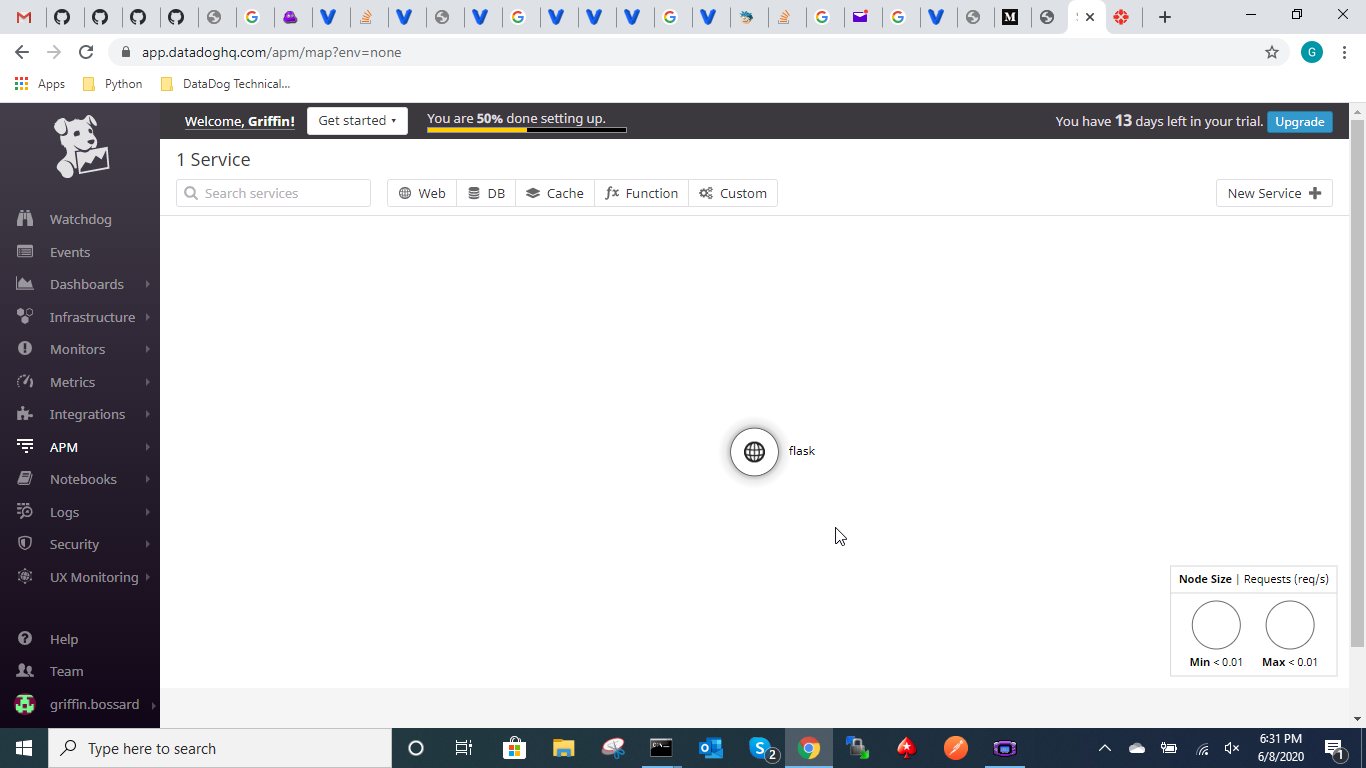 app.datadoghq.com/apm/map?env=none
G
Apps
Python
DataDog Technical...
Welcome, Griffin!
Get started
You are 50% done setting up.
You have 13 days left in your trial.
Upgrade
1 Service
Search services
Web
DB
Cache
Function
Custom
New Service
Watchdog
Events
Dashboards
Infrastructure
Monitors
Metrics
Integrations
APM
Notebooks
Logs
Security
UX Monitoring
Help
Team
griffin.bossard
flask
Node Size | Requests (req/s)
Min < 0.01
Max < 0.01
Type here to search
2
6:31 PM
6/8/2020
1